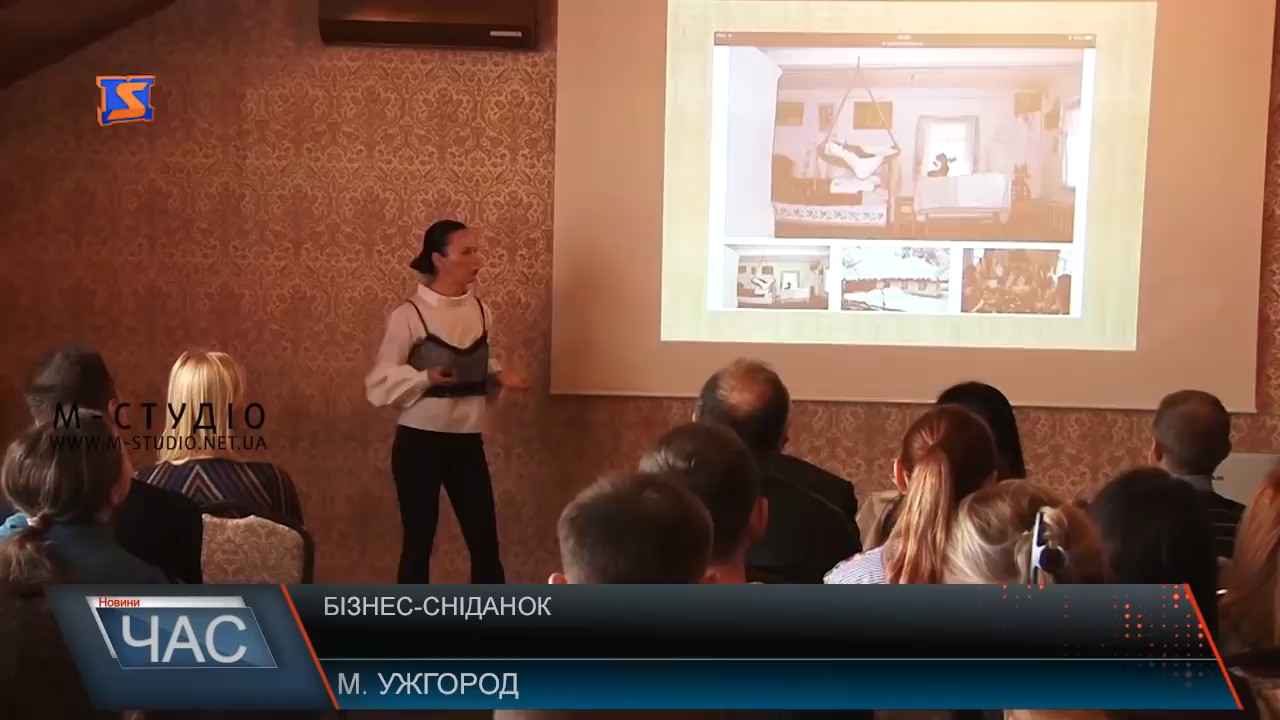 М-СТУДІО
WWW.M-STUDIO.NET.UA
Новини
ЧАС
БІЗНЕС-СНІДАНОК
М. УЖГОРОД